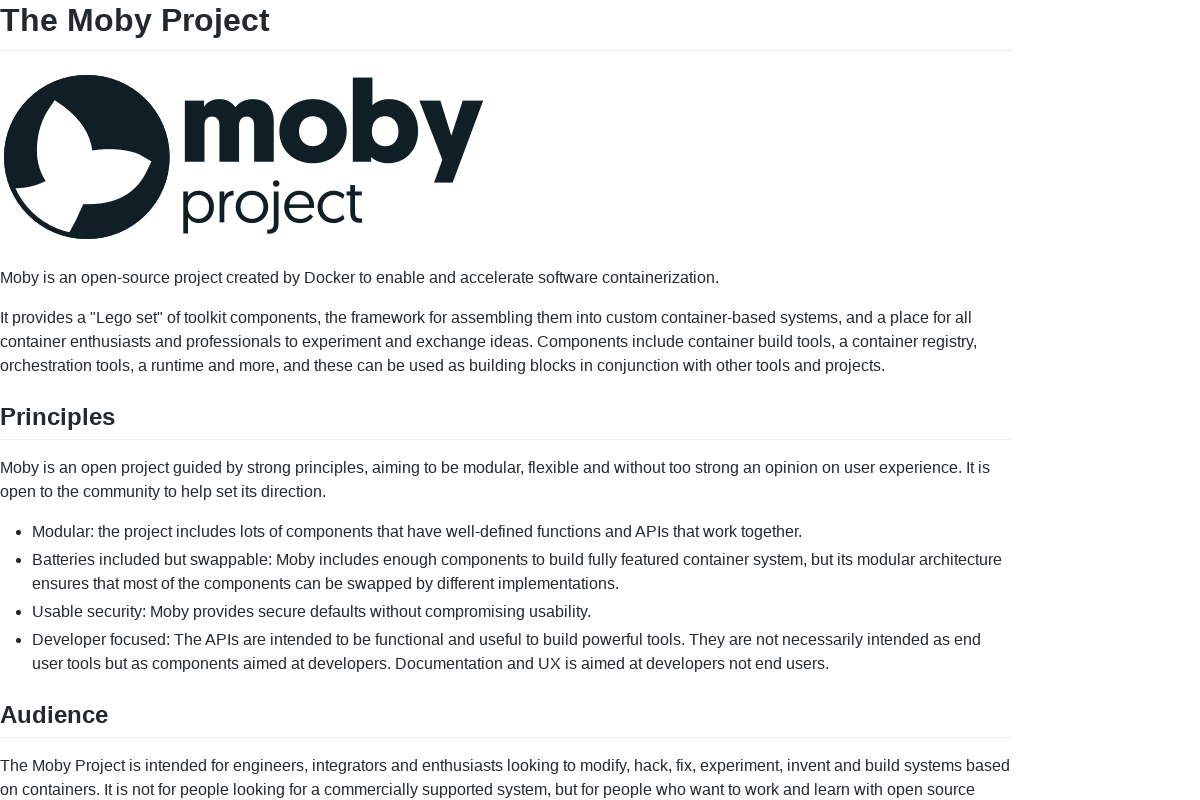 The Moby Project
moby
project
Moby is an open-source project created by Docker to enable and accelerate software containerization.
It provides a "Lego set" of toolkit components, the framework for assembling them into custom container-based systems, and a place for all
container enthusiasts and professionals to experiment and exchange ideas. Components include container build tools, a container registry,
orchestration tools, a runtime and more, and these can be used as building blocks in conjunction with other tools and projects.
Principles
Moby is an open project guided by strong principles, aiming to be modular, flexible and without too strong an opinion on user experience. It is
open to the community to help set its direction.
• Modular: the project includes lots of components that have well-defined functions and APIs that work together.
• Batteries included but swappable: Moby includes enough components to build fully featured container system, but its modular architecture
ensures that most of the components can be swapped by different implementations.
• Usable security: Moby provides secure defaults without compromising usability.
• Developer focused: The APIs are intended to be functional and useful to build powerful tools. They are not necessarily intended as end
user tools but as components aimed at developers. Documentation and UX is aimed at developers not end users.
Audience
The Moby Project is intended for engineers, integrators and enthusiasts looking to modify, hack, fix, experiment, invent and build systems based
on containers. It is not for people looking for a commercially supported system, but for people who want to work and learn with open source